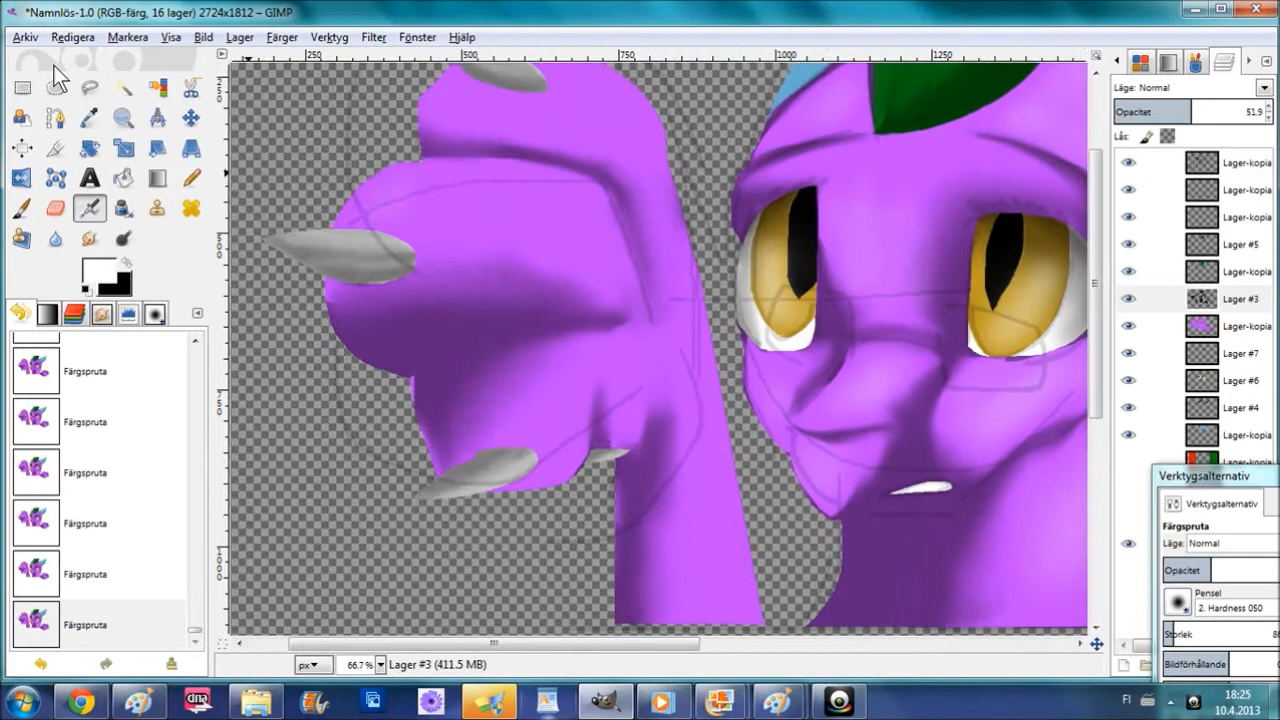 *Namnlös-1.0 (RGB-färg, 16 lager) 2724x1812 – GIMP
Arkiv Redigera Markera Visa Bild Lager Färger Verktyg Filter Fönster Hjälp
250 500 750 1000 1250
Läge: Normal
Opacitet 51.9
Lås:
Lager-kopia
Lager-kopia
Lager-kopia
Lager #5
Lager-kopia
Lager #3
Lager-kopia
Lager #7
Lager #6
Lager #4
Lager-kopia
Lager-kopia
Färgspruta
Färgspruta
Färgspruta
Färgspruta
Färgspruta
Färgspruta
Verktygsalternativ
Verktygsalternativ
Färgspruta
Läge: Normal
Opacitet
Pensel
2. Hardness 050
Storlek
Bildförhållande
px 66.7% Lager #3 (411.5 MB)
dna
FI
18:25
10.4.2013